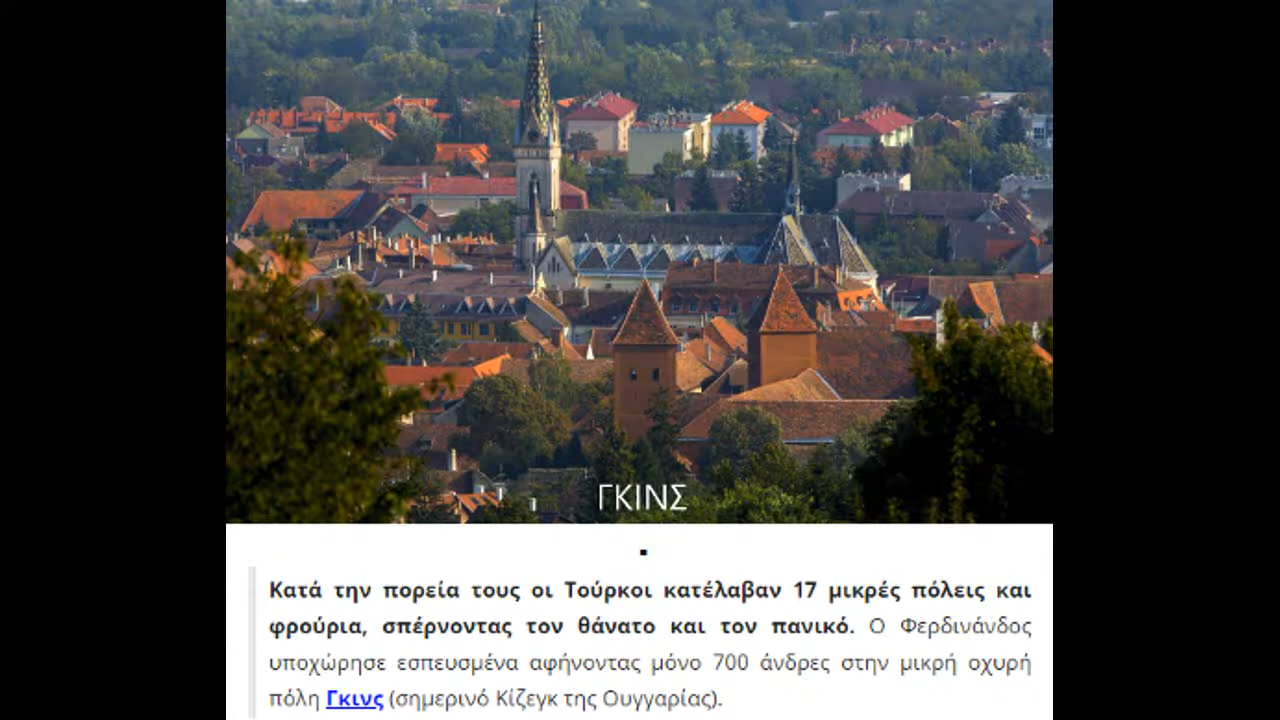 ΓΚΙΝΣ
Κατά την πορεία τους οι Τούρκοι κατέλαβαν 17 μικρές πόλεις και
φρούρια, σπέρνοντας τον θάνατο και τον πανικό. Ο Φερδινάνδος
υποχώρησε εσπευσμένα αφήνοντας μόνο 700 άνδρες στην μικρή οχυρή
πόλη Γκινς (σημερινό Κίζεγκ της Ουγγαρίας).